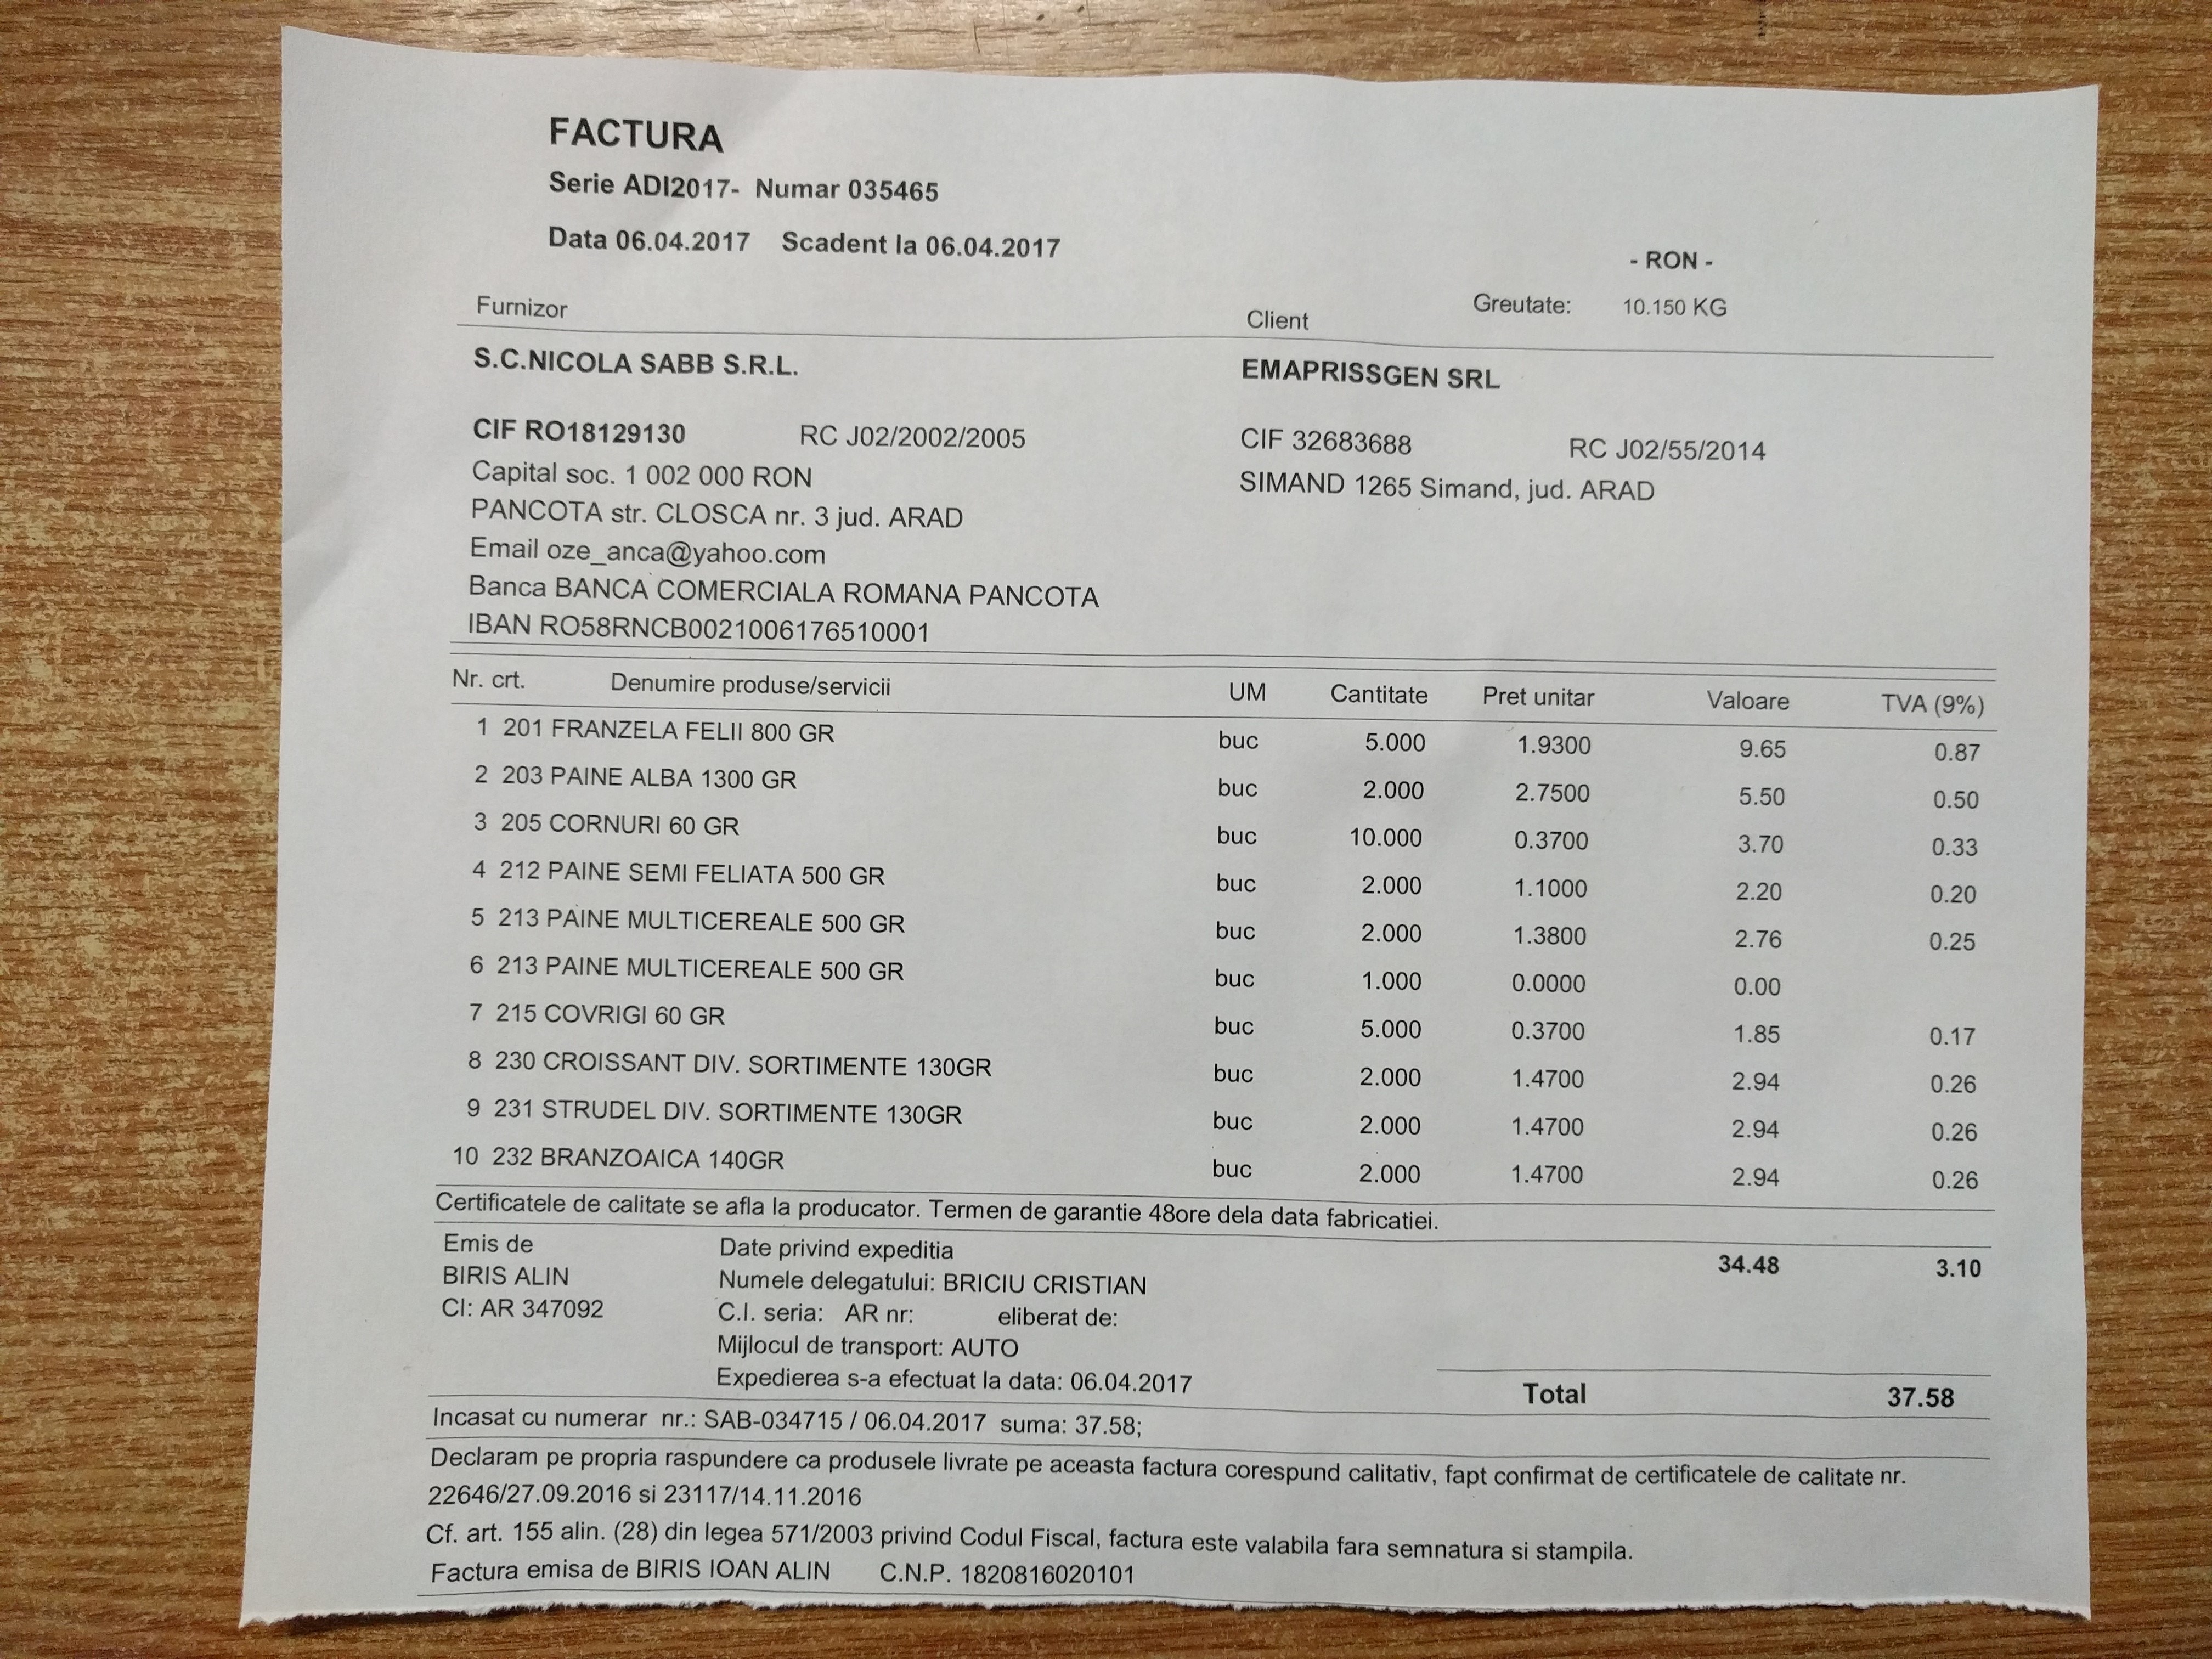 FACTURA
Serie ADI2017- Numar 035465
Data 06.04.2017 Scadent la 06.04.2017
- RON -
Furnizor Client Greutate: 10.150 KG
S.C.NICOLA SABB S.R.L. EMAPRISSGEN SRL
CIF RO18129130 RC J02/2002/2005 CIF 32683688 RC J02/55/2014
Capital soc. 1 002 000 RON SIMAND 1265 Simand, jud. ARAD
PANCOTA str. CLOSCA nr. 3 jud. ARAD
Email oze_anca@yahoo.com
Banca BANCA COMERCIALA ROMANA PANCOTA
IBAN RO58RNCB0021006176510001
Nr. crt. Denumire produse/servicii UM Cantitate Pret unitar Valoare TVA (9%)
1 201 FRANZELA FELII 800 GR buc 5.000 1.9300 9.65 0.87
2 203 PAINE ALBA 1300 GR buc 2.000 2.7500 5.50 0.50
3 205 CORNURI 60 GR buc 10.000 0.3700 3.70 0.33
4 212 PAINE SEMI FELIATA 500 GR buc 2.000 1.1000 2.20 0.20
5 213 PAINE MULTICEREALE 500 GR buc 2.000 1.3800 2.76 0.25
6 213 PAINE MULTICEREALE 500 GR buc 1.000 0.0000 0.00
7 215 COVRIGI 60 GR buc 5.000 0.3700 1.85 0.17
8 230 CROISSANT DIV. SORTIMENTE 130GR buc 2.000 1.4700 2.94 0.26
9 231 STRUDEL DIV. SORTIMENTE 130GR buc 2.000 1.4700 2.94 0.26
10 232 BRANZOAICA 140GR buc 2.000 1.4700 2.94 0.26
Certificatele de calitate se afla la producator. Termen de garantie 48ore dela data fabricatiei.
Emis de Date privind expeditia 34.48 3.10
BIRIS ALIN Numele delegatului: BRICIU CRISTIAN
CI: AR 347092 C.I. seria: AR nr: eliberat de:
Mijlocul de transport: AUTO
Expedierea s-a efectuat la data: 06.04.2017 Total 37.58
Incasat cu numerar nr.: SAB-034715 / 06.04.2017 suma: 37.58;
Declaram pe propria raspundere ca produsele livrate pe aceasta factura corespund calitativ, fapt confirmat de certificatele de calitate nr.
22646/27.09.2016 si 23117/14.11.2016
Cf. art. 155 alin. (28) din legea 571/2003 privind Codul Fiscal, factura este valabila fara semnatura si stampila.
Factura emisa de BIRIS IOAN ALIN C.N.P. 1820816020101